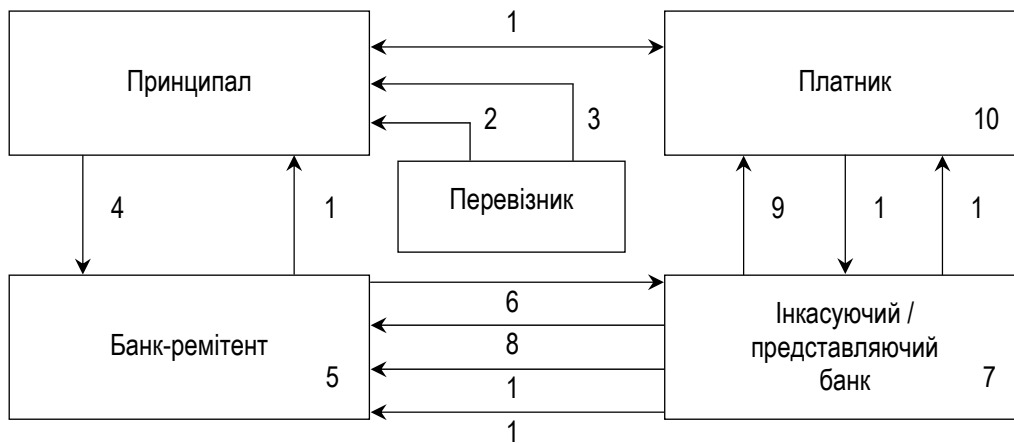 1
Принципал
Платник
10
2
3
Перевізник
4
1
9
1
1
6
8
1
1
Банк-ремітент
5
Інкасуючий /
представляючий
банк
7